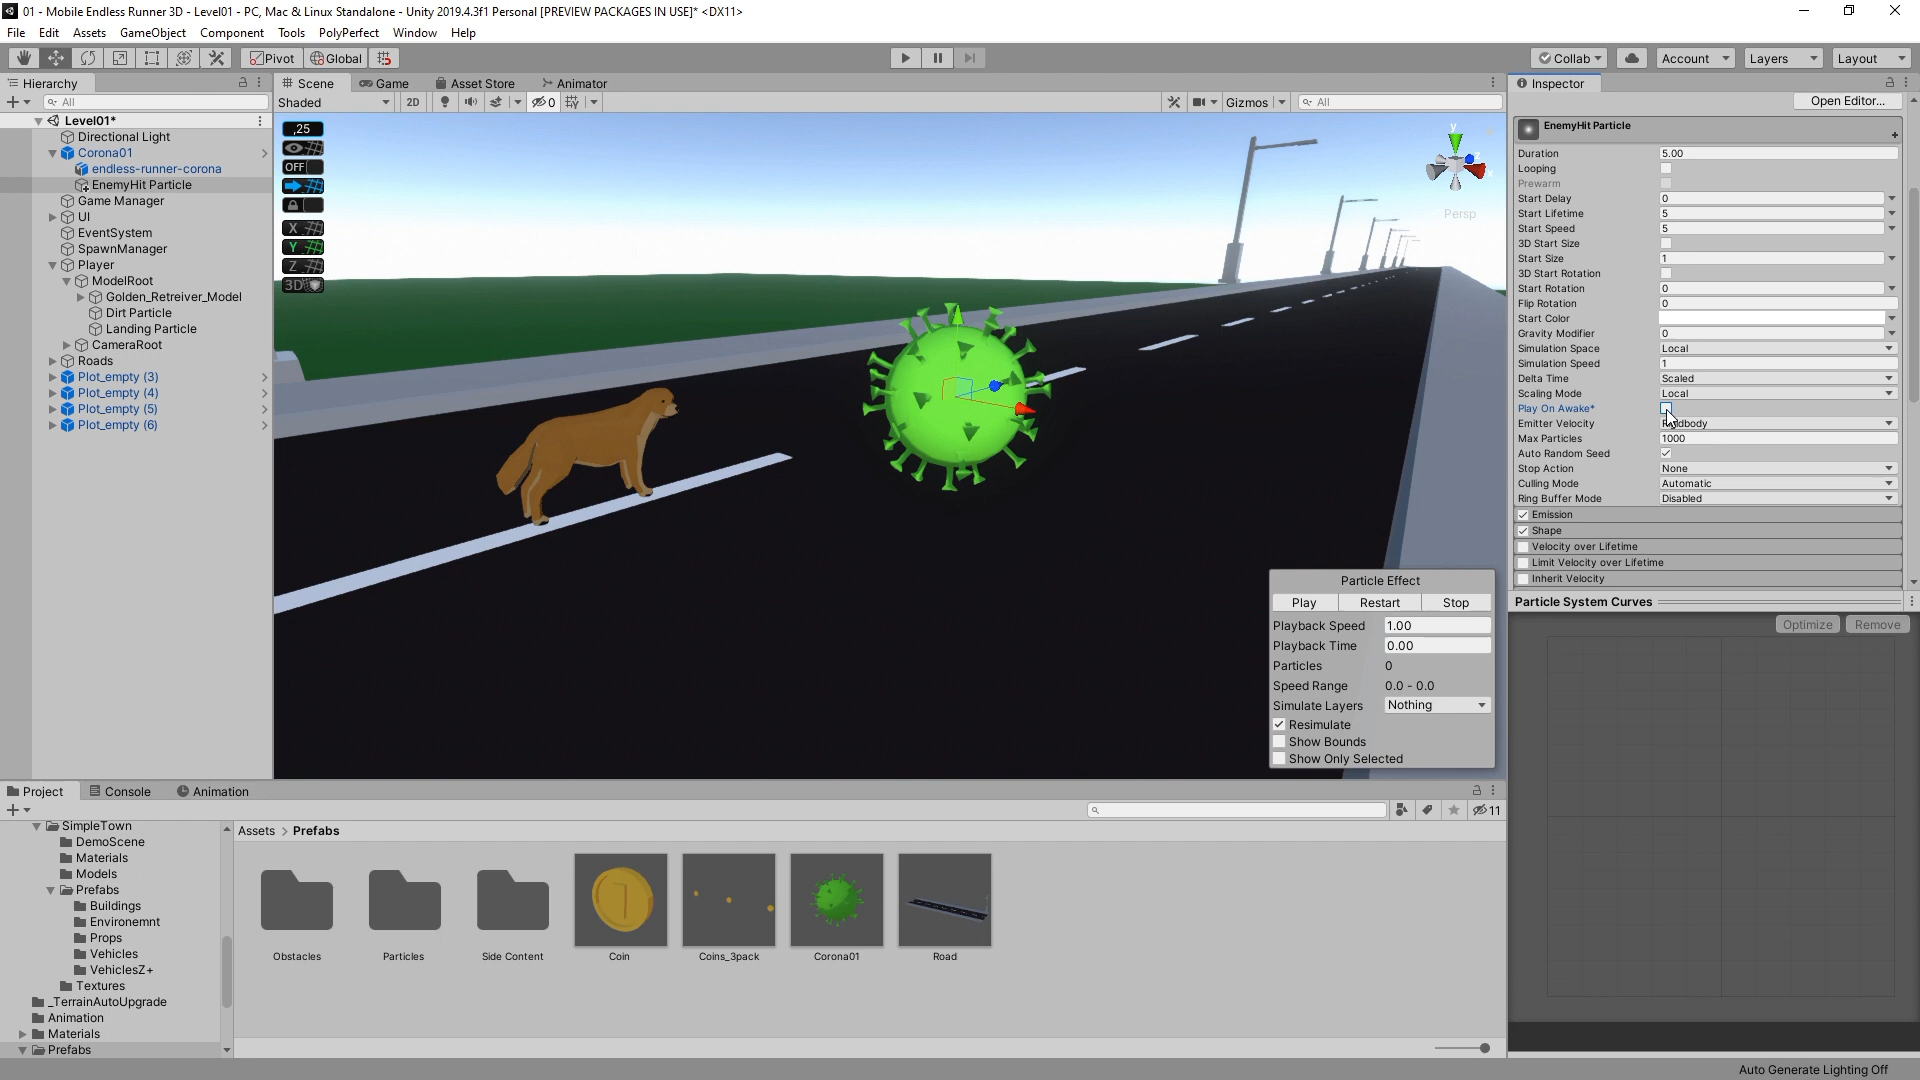 01 - Mobile Endless Runner 3D - Level01 - PC, Mac & Linux Standalone - Unity 2019.4.3f1 Personal [PREVIEW PACKAGES IN USE]* <DX11>
File Edit Assets GameObject Component Tools PolyPerfect Window Help
Pivot Global Collab Account Layers Layout
Hierarchy
All
Level01*
Directional Light
Corona01
endless-runner-corona
EnemyHit Particle
Game Manager
UI
EventSystem
SpawnManager
Player
ModelRoot
Golden_Retreiver_Model
Dirt Particle
Landing Particle
CameraRoot
Roads
Plot_empty (3)
Plot_empty (4)
Plot_empty (5)
Plot_empty (6)
Scene Game Asset Store Animator
Shaded 2D 0 Gizmos All
,25
OFF
X
Y
Z
3D
y
Persp
Particle Effect
Play Restart Stop
Playback Speed 1.00
Playback Time 0.00
Particles 0
Speed Range 0.0 - 0.0
Simulate Layers Nothing
Resimulate
Show Bounds
Show Only Selected
Inspector
Open Editor...
EnemyHit Particle
Duration 5.00
Looping
Prewarm
Start Delay 0
Start Lifetime 5
Start Speed 5
3D Start Size
Start Size 1
3D Start Rotation
Start Rotation 0
Flip Rotation 0
Start Color
Gravity Modifier 0
Simulation Space Local
Simulation Speed 1
Delta Time Scaled
Scaling Mode Local
Play On Awake*
Emitter Velocity
Max Particles 1000
Auto Random Seed
Stop Action None
Culling Mode Automatic
Ring Buffer Mode Disabled
Emission
Shape
Velocity over Lifetime
Limit Velocity over Lifetime
Inherit Velocity
Particle System Curves
Optimize Remove
Project Console Animation
11
SimpleTown
DemoScene
Materials
Models
Prefabs
Buildings
Environemnt
Props
Vehicles
VehiclesZ+
Textures
_TerrainAutoUpgrade
Animation
Materials
Prefabs
Assets > Prefabs
Obstacles Particles Side Content Coin Coins_3pack Corona01 Road
Auto Generate Lighting Off